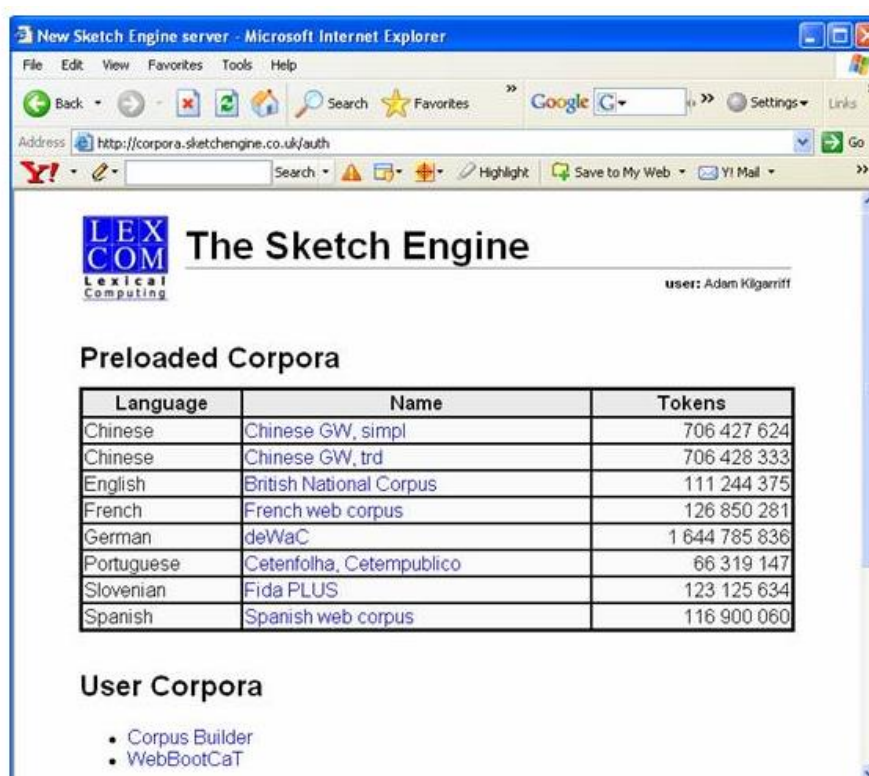 New Sketch Engine server - Microsoft Internet Explorer
File Edit View Favorites Tools Help
Back Search Favorites » Google G Settings Links
Address http://corpora.sketchengine.co.uk/auth Go
Y! Search Highlight Save to My Web Y! Mail »
LEX COM The Sketch Engine
Lexical Computing
user: Adam Kilgarriff
Preloaded Corpora
Language Name Tokens
Chinese Chinese GW, simpl 706 427 624
Chinese Chinese GW, trd 706 428 333
English British National Corpus 111 244 375
French French web corpus 126 850 281
German deWaC 1 644 785 836
Portuguese Cetenfolha, Cetempublico 66 319 147
Slovenian Fida PLUS 123 125 634
Spanish Spanish web corpus 116 900 060
User Corpora
• Corpus Builder
• WebBootCaT